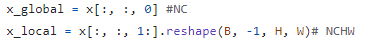 x_global = x[:, :, 0] #NC
x_local = x[:, :, 1:].reshape(B, -1, H, W)# NCHW